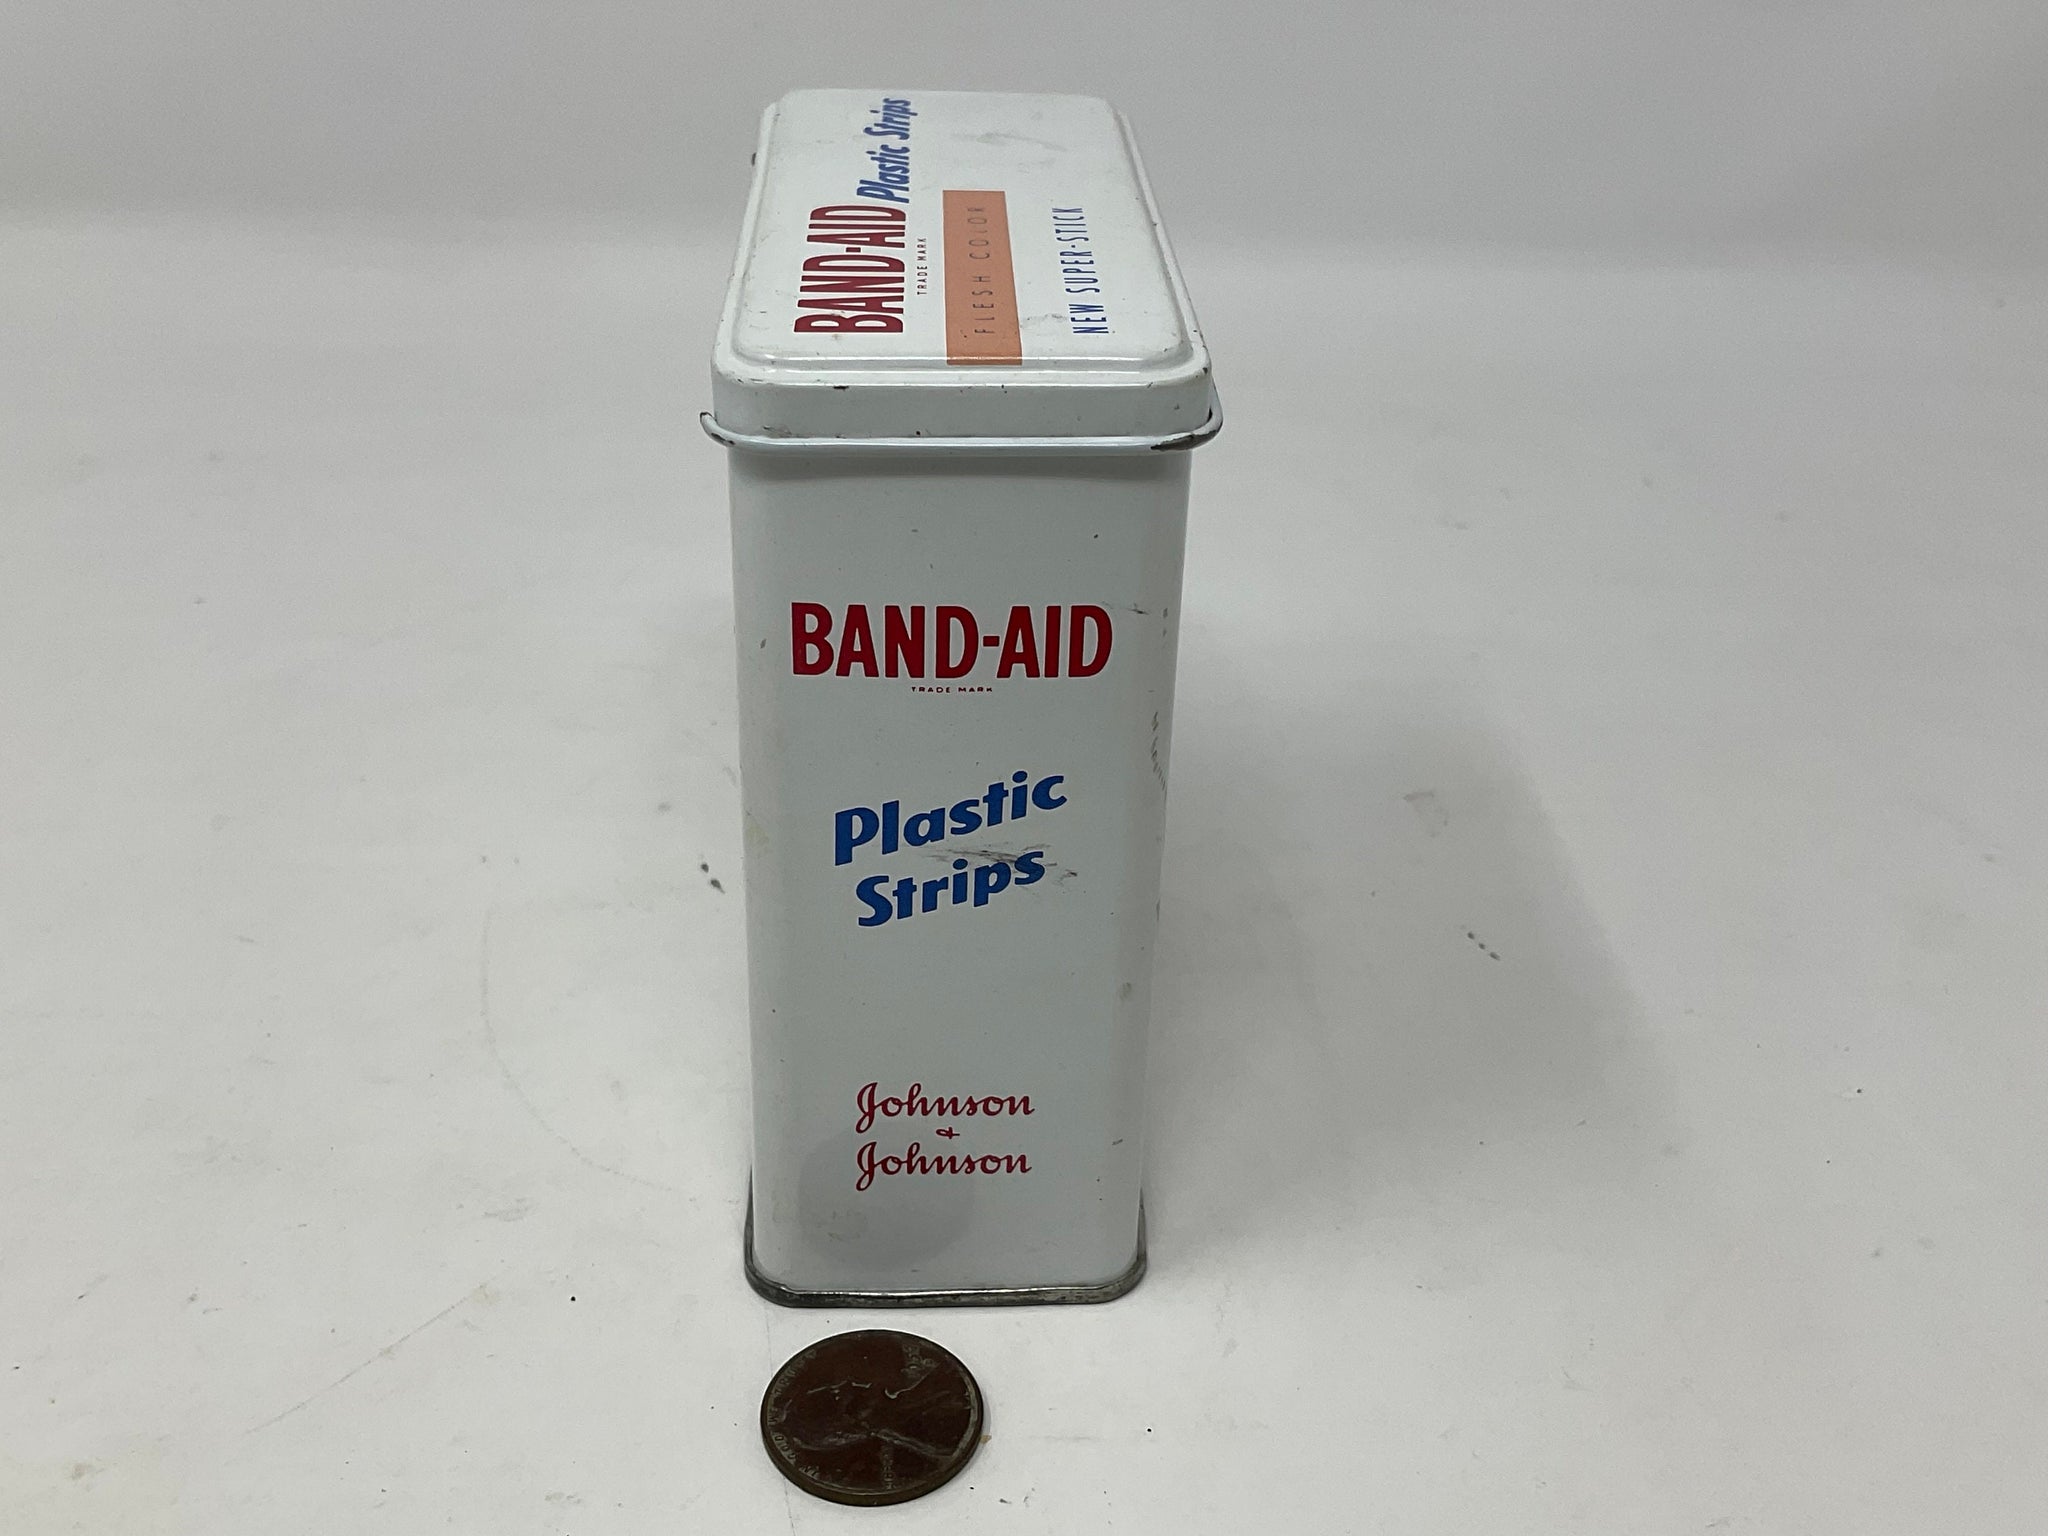 BAND-AID Plastic Strips
TRADE MARK
FLESH COLOR
NEW SUPER-STICK
BAND-AID
TRADE MARK
Plastic
Strips
Johnson
&
Johnson